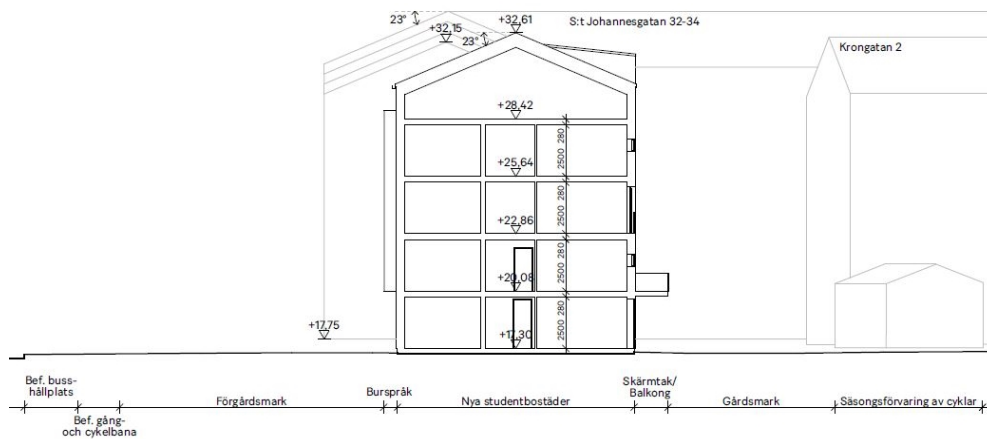 23°
+32,61
S:t Johannesgatan 32-34
+32,15
23°
Krongatan 2
+28,42
280
2500
+25,64
280
2500
+22,86
280
2500
+20,08
280
2500
+17,75
+17,30
Bef. buss-
hållplats
Bef. gång-
och cykelbana
Förgårdsmark
Burspråk
Nya studentbostäder
Skärmtak/
Balkong
Gårdsmark
Säsongsförvaring av cyklar